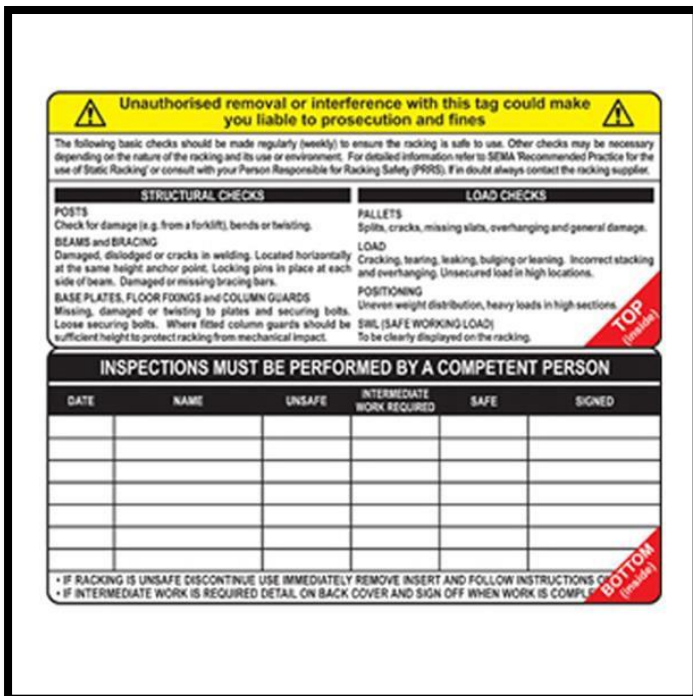 Unauthorised removal or interference with this tag could make
you liable to prosecution and fines
The following basic checks should be made regularly (weekly) to ensure the racking is safe to use. Other checks may be necessary
depending on the nature of the racking and its use or environment. For detailed information refer to SEMA 'Recommended Practice for the
use of Static Racking' or consult with your Person Responsible for Racking Safety (PRRS). If in doubt always contact the racking supplier.
STRUCTURAL CHECKS
POSTS
Check for damage (e.g. from a forklift), bends or twisting.
BEAMS and BRACING
Damaged, dislodged or cracks in welding. Located horizontally
at the same height anchor point. Locking pins in place at each
side of beam. Damaged or missing bracing bars.
BASE PLATES, FLOOR FIXINGS and COLUMN GUARDS
Missing, damaged or twisting to plates and securing bolts.
Loose securing bolts. Where fitted column guards should be
sufficient height to protect racking from mechanical impact.
LOAD CHECKS
PALLETS
Splits, cracks, missing slats, overhanging and general damage.
LOAD
Cracking, tearing, leaking, bulging or leaning. Incorrect stacking
and overhanging. Unsecured load in high locations.
POSITIONING
Uneven weight distribution, heavy loads in high sections.
SWL (SAFE WORKING LOAD)
To be clearly displayed on the racking.
TOP
(inside)
INSPECTIONS MUST BE PERFORMED BY A COMPETENT PERSON
DATE NAME UNSAFE INTERMEDIATE WORK REQUIRED SAFE SIGNED
• IF RACKING IS UNSAFE DISCONTINUE USE IMMEDIATELY REMOVE INSERT AND FOLLOW INSTRUCTIONS
• IF INTERMEDIATE WORK IS REQUIRED DETAIL ON BACK COVER AND SIGN OFF WHEN WORK IS
BOTTOM
(inside)